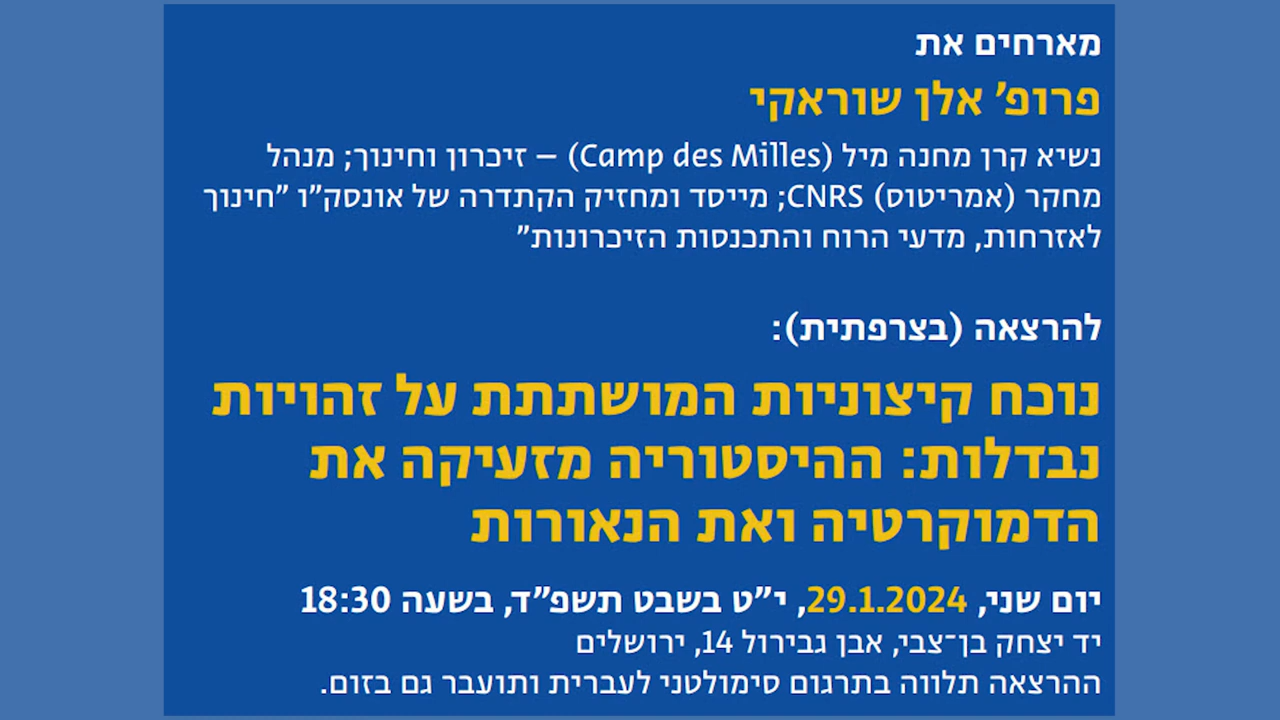 מארחים את
פרופ' אלן שוראקי
נשיא קרן מחנה מיל (Camp des Milles) – זיכרון וחינוך; מנהל
מחקר (אמריטוס) CNRS; מייסד ומחזיק הקתדרה של אונסק"ו "חינוך
לאזרחות, מדעי הרוח והתכנסות הזיכרונות"
להרצאה (בצרפתית):
נוכח קיצוניות המושתתת על זהויות
נבדלות: ההיסטוריה מזעיקה את
הדמוקרטיה ואת הנאורות
יום שני, 29.1.2024, י"ט בשבט תשפ"ד, בשעה 18:30
יד יצחק בן־צבי, אבן גבירול 14, ירושלים
ההרצאה תלווה בתרגום סימולטני לעברית ותועבר גם בזום.